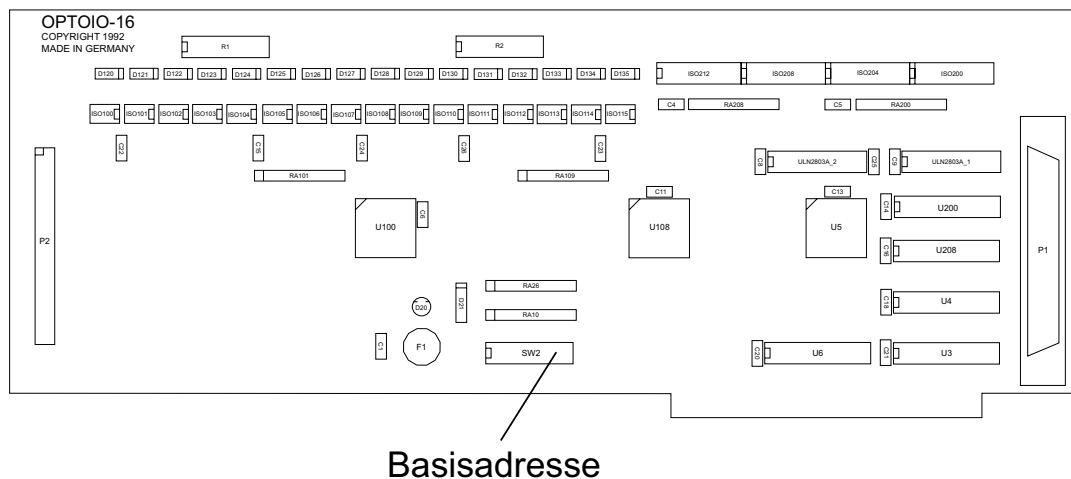 OPTOIO-16
COPYRIGHT 1992
MADE IN GERMANY
R1
R2
D120 D121 D122 D123 D124 D125 D126 D127 D128 D129 D130 D131 D132 D133 D134 D135
ISO212 ISO208 ISO204 ISO200
C4 RA208 C5 RA200
ISO100 ISO101 ISO102 ISO103 ISO104 ISO105 ISO106 ISO107 ISO108 ISO109 ISO110 ISO111 ISO112 ISO113 ISO114 ISO115
C22 C15 C24 C26 C23
C8 ULN2803A_2 C25 C9 ULN2803A_1
RA101 RA109
C11 C13
C14 U200
C6
U100 U108 U5
P2
C16 U208
P1
RA26
D21
D20
C18 U4
RA10
C1 F1 SW2
C20 U6 C21 U3
Basisadresse